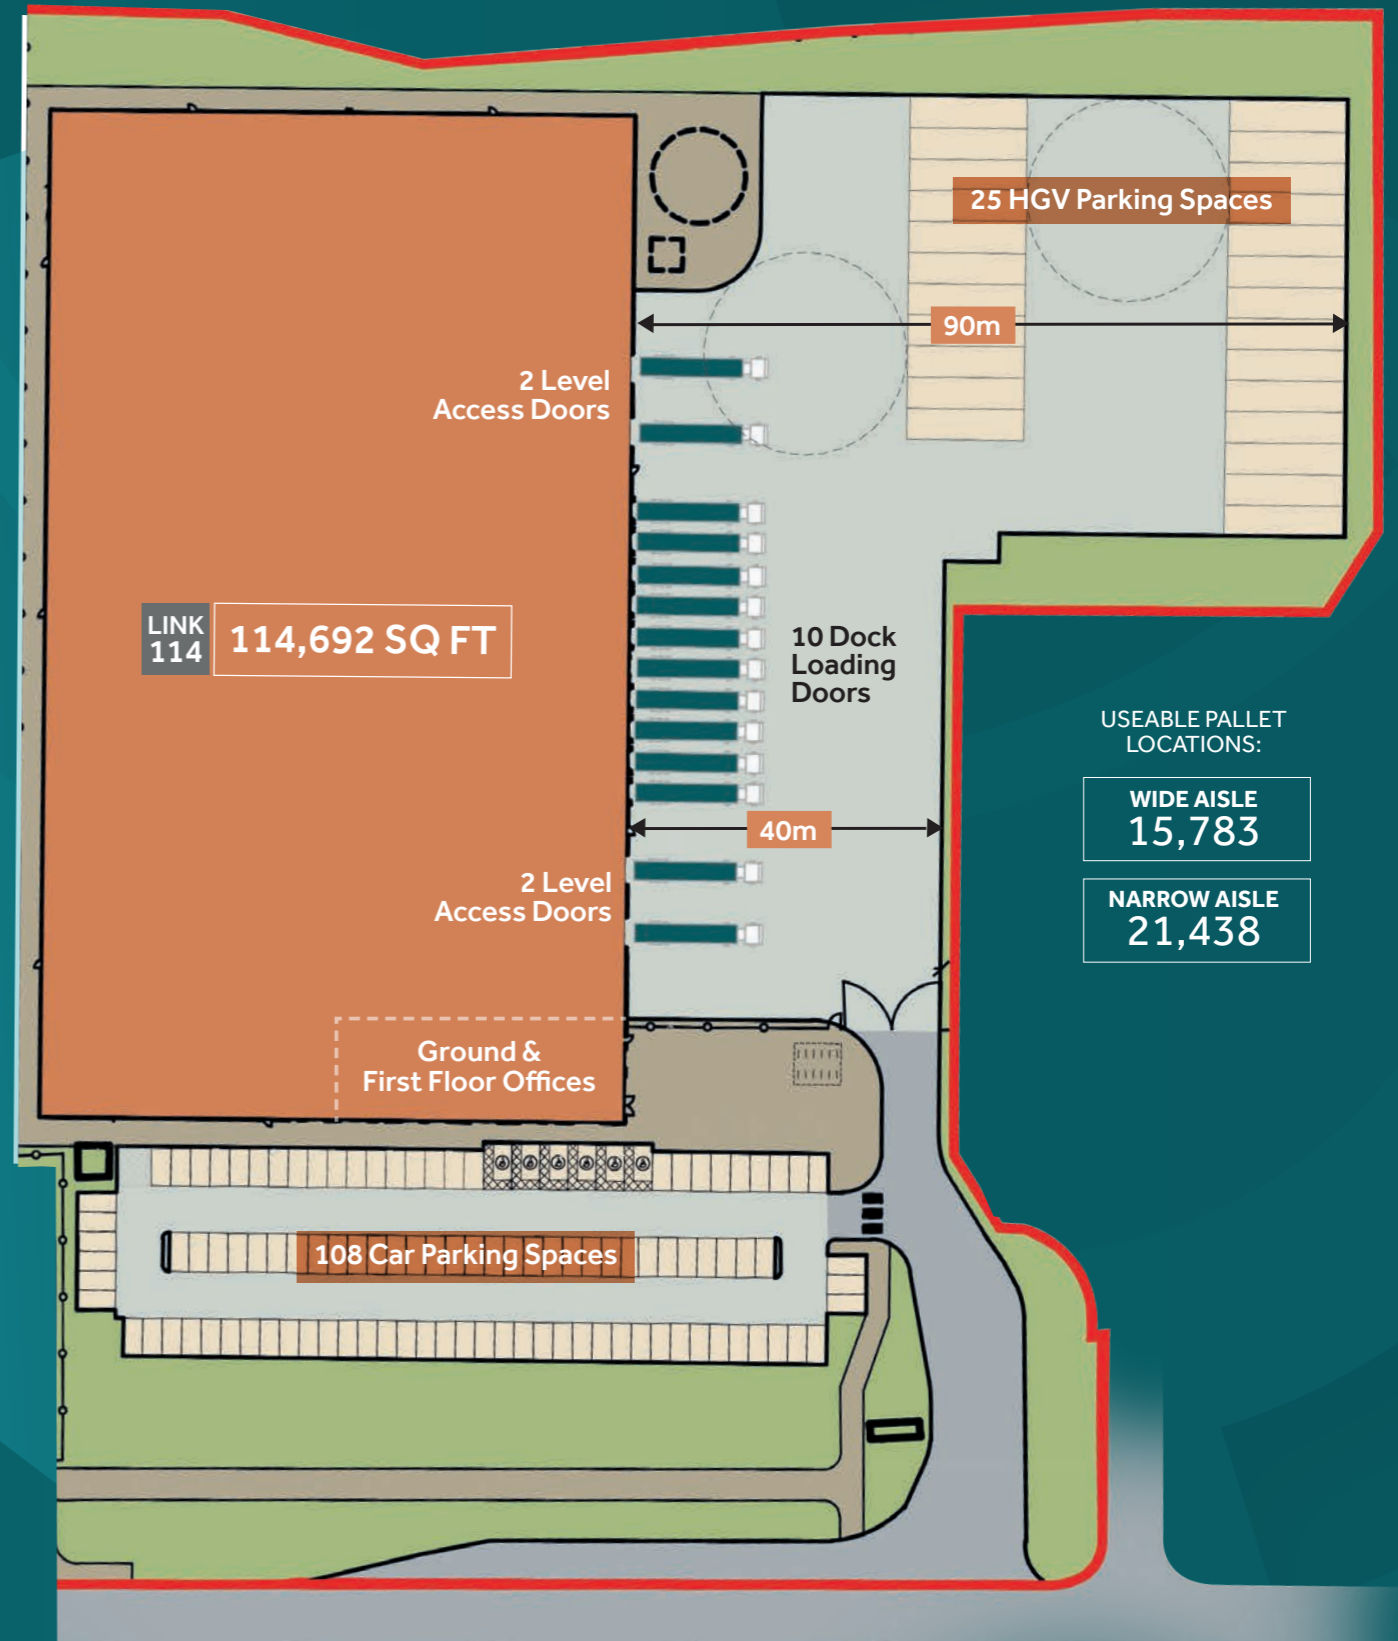 25 HGV Parking Spaces
90m
2 Level
Access Doors
LINK
114
114,692 SQ FT
10 Dock
Loading
Doors
USEABLE PALLET
LOCATIONS:
WIDE AISLE
15,783
NARROW AISLE
21,438
40m
2 Level
Access Doors
Ground &
First Floor Offices
108 Car Parking Spaces